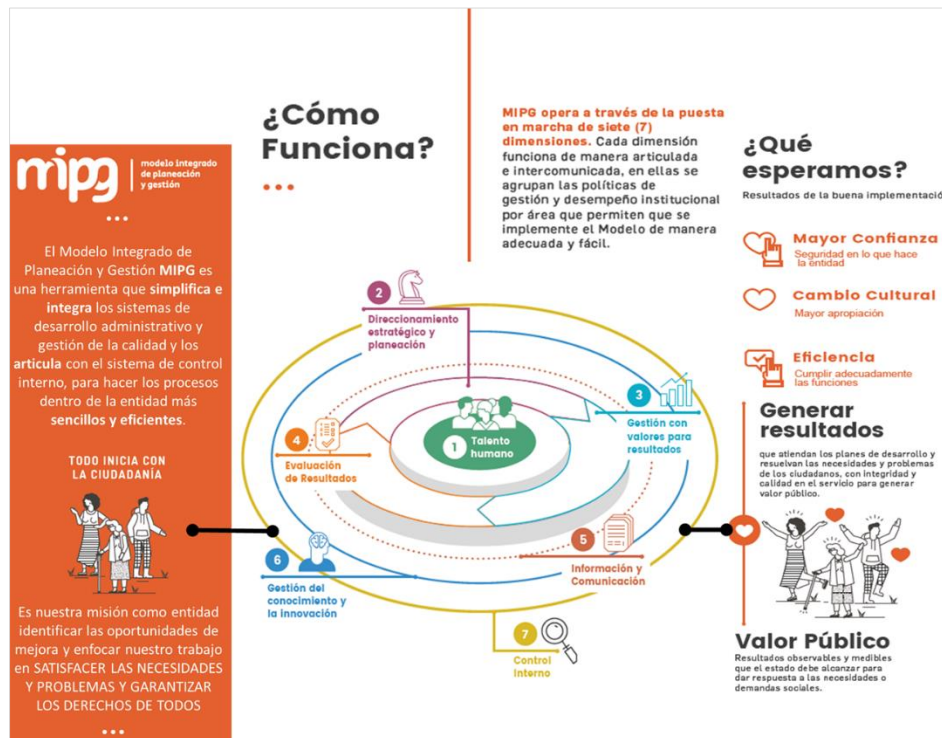 mipg
modelo integrado
de planeación
y gestión
...
El Modelo Integrado de
Planeación y Gestión MIPG es
una herramienta que simplifica e
integra los sistemas de
desarrollo administrativo y
gestión de la calidad y los
articula con el sistema de control
interno, para hacer los procesos
dentro de la entidad más
sencillos y eficientes.
TODO INICIA CON
LA CIUDADANÍA
Es nuestra misión como entidad
identificar las oportunidades de
mejora y enfocar nuestro trabajo
en SATISFACER LAS NECESIDADES
Y PROBLEMAS Y GARANTIZAR
LOS DERECHOS DE TODOS
...
¿Cómo
Funciona?
...
MIPG opera a través de la puesta
en marcha de siete (7)
dimensiones. Cada dimensión
funciona de manera articulada
e intercomunicada, en ellas se
agrupan las políticas de
gestión y desempeño institucional
por área que permiten que se
implemente el Modelo de manera
adecuada y fácil.
2
Direccionamiento
estratégico y
planeación
3
Gestión con
valores para
resultados
1 Talento
humano
4
Evaluación
de Resultados
5
Información y
Comunicación
6
Gestión del
conocimiento y
la innovación
7
Control
Interno
¿Qué
esperamos?
Resultados de la buena implementació
Mayor Confianza
Seguridad en lo que hace
la entidad
Cambio Cultural
Mayor apropiación
Eficiencia
Cumplir adecuadamente
las funciones
Generar
resultados
que atiendan los planes de desarrollo y
resuelvan las necesidades y problemas
de los ciudadanos, con integridad y
calidad en el servicio para generar
valor público.
Valor Público
Resultados observables y medibles
que el estado debe alcanzar para
dar respuesta a las necesidades o
demandas sociales.